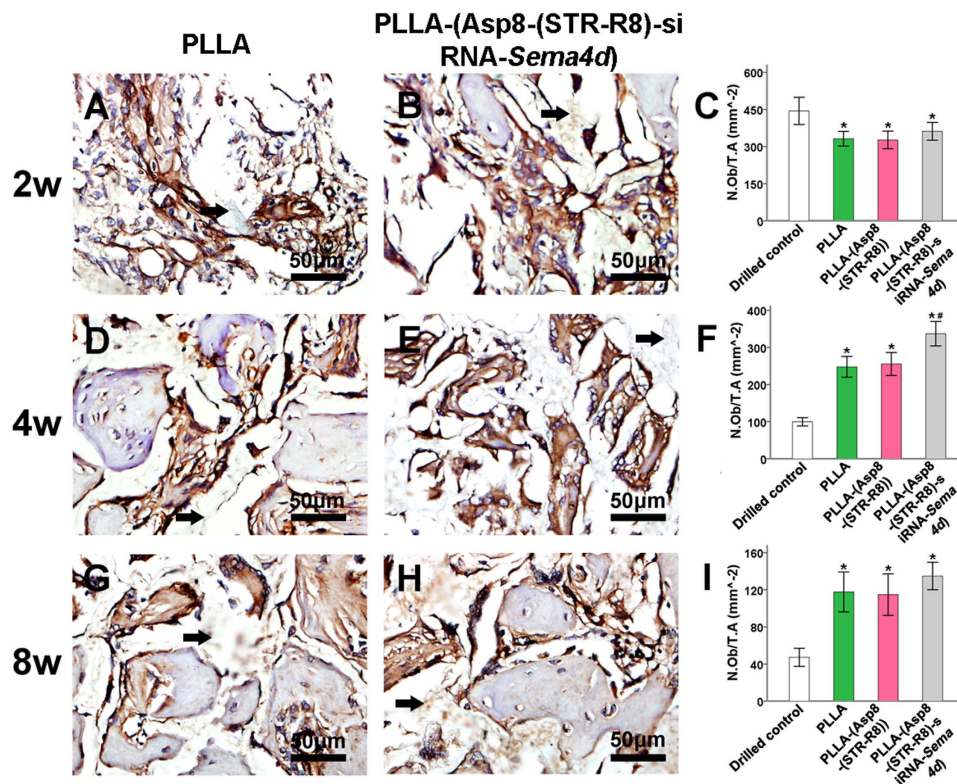 PLLA
PLLA-(Asp8-(STR-R8)-si
RNA-Sema4d)
2w
A
50μm
B
50μm
C
N.Ob/T.A (mm^-2)
600
450
300
150
0
*
*
*
Drilled control
PLLA
PLLA-(Asp8
-(STR-R8))
PLLA-(Asp8
-(STR-R8)-s
iRNA-Sema
4d)
4w
D
50μm
E
50μm
F
N.Ob/T.A (mm^-2)
400
300
200
100
0
*
*
*#
Drilled control
PLLA
PLLA-(Asp8
-(STR-R8))
PLLA-(Asp8
-(STR-R8)-s
iRNA-Sema
4d)
8w
G
50μm
H
50μm
I
N.Ob/T.A (mm^-2)
160
120
80
40
0
*
*
*
Drilled control
PLLA
PLLA-(Asp8
-(STR-R8))
PLLA-(Asp8
-(STR-R8)-s
iRNA-Sema
4d)